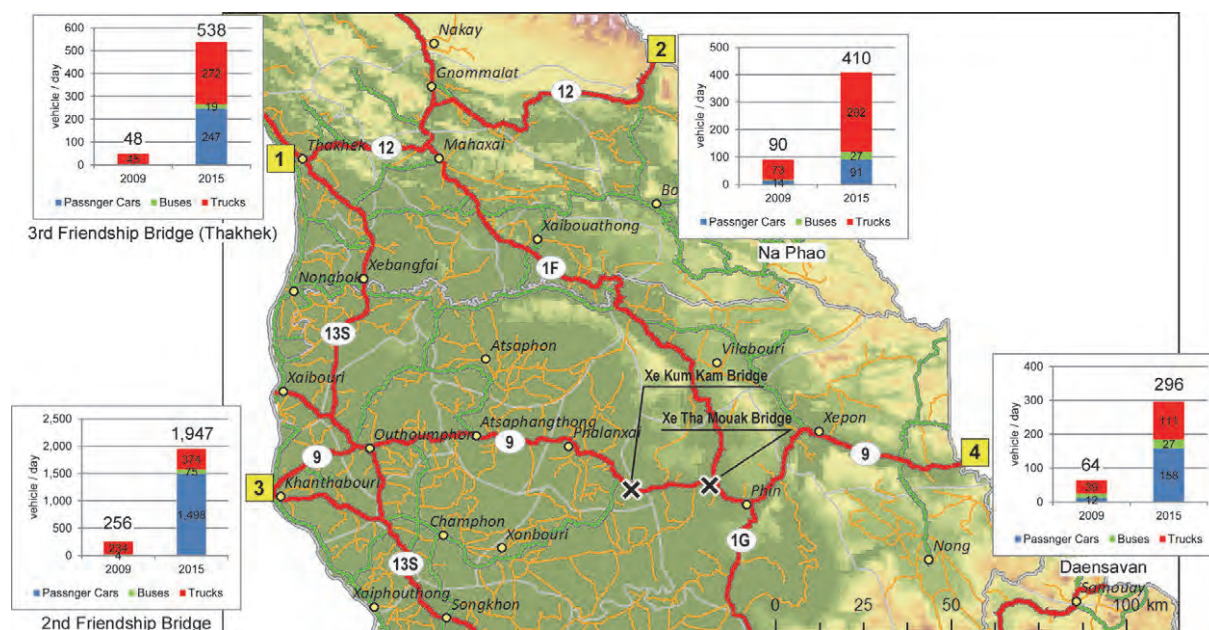 600
500
400
300
200
100
0
vehicle / day
48
48
538
272
19
247
2009
2015
Passnger Cars
Buses
Trucks
3rd Friendship Bridge (Thakhek)
500
400
300
200
100
0
vehicle / day
90
73
14
410
292
27
91
2009
2015
Passnger Cars
Buses
Trucks
Na Phao
Nakay
2
Gnommalat
12
1
Thakhek
12
Mahaxai
Xaibouathong
1F
Nongbok
Xebangfai
13S
Atsaphon
Vilabouri
Xe Kum Kam Bridge
Xaibouri
Xe Tha Mouak Bridge
Atsaphangthong
Xepon
Outhoumphon
9
Phalanxai
9
4
9
3
Khanthabouri
Phin
Champhon
Xonbouri
1G
13S
Nong
Xaiphouthong
Songkhon
Samouay
0
50
100 km
2,500
2,000
1,500
1,000
500
0
vehicle / day
256
234
4
1,947
374
75
1,498
2009
2015
Passnger Cars
Buses
Trucks
2nd Friendship Bridge
400
300
200
100
0
vehicle / day
64
39
12
296
111
27
158
2009
2015
Passnger Cars
Buses
Trucks
Daensavan